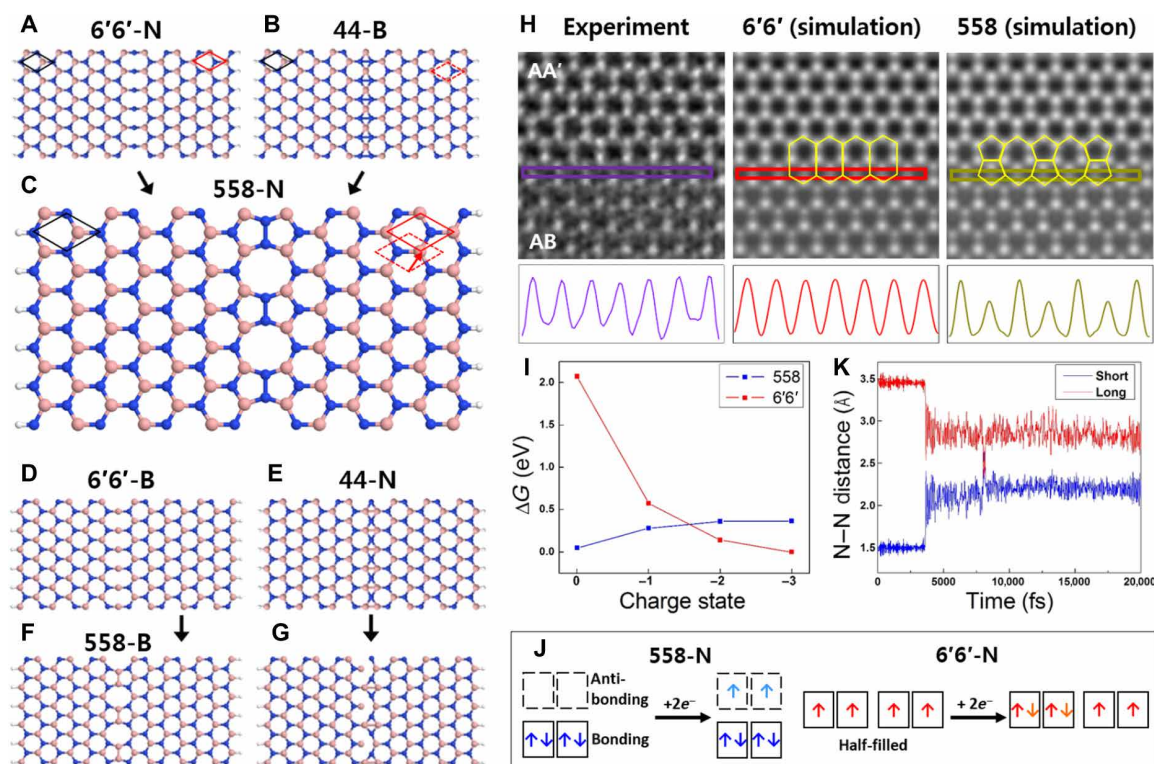 A
6′6′-N
B
44-B
C
558-N
D
6′6′-B
E
44-N
F
558-B
G
H
Experiment
6′6′ (simulation)
558 (simulation)
AA′
AB
I
ΔG (eV)
2.0
1.5
1.0
0.5
0.0
558
6′6′
0
−1
−2
−3
Charge state
K
N−N distance (Å)
3.5
3.0
2.5
2.0
1.5
Short
Long
0
5000
10,000
15,000
20,000
Time (fs)
J
558-N
6′6′-N
Anti-
bonding
+2e⁻
Bonding
+ 2e⁻
Half-filled